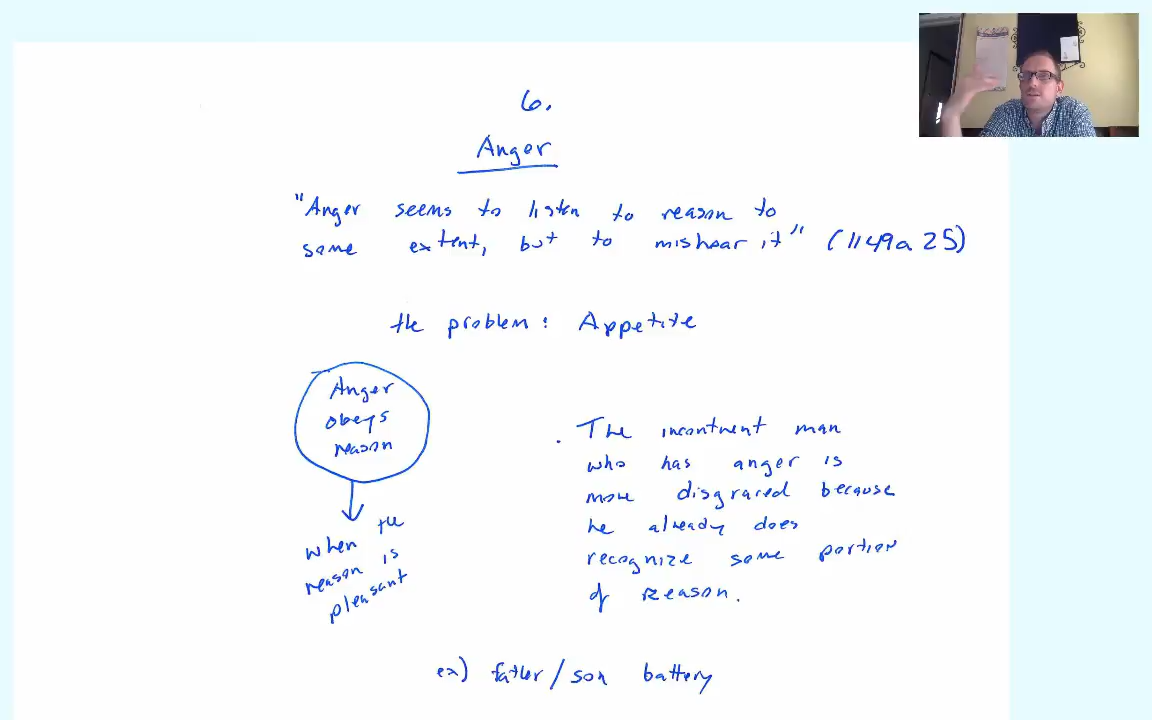 6.
Anger
"Anger seems to listen to reason to
some extent, but to mishear it" (1149a 25)
the problem: Appetite
Anger
obeys
reason
when the
reason is
pleasant
. The incontinent man
who has anger is
more disgraced because
he already does
recognize some portion
of reason.
ex) father/son battery